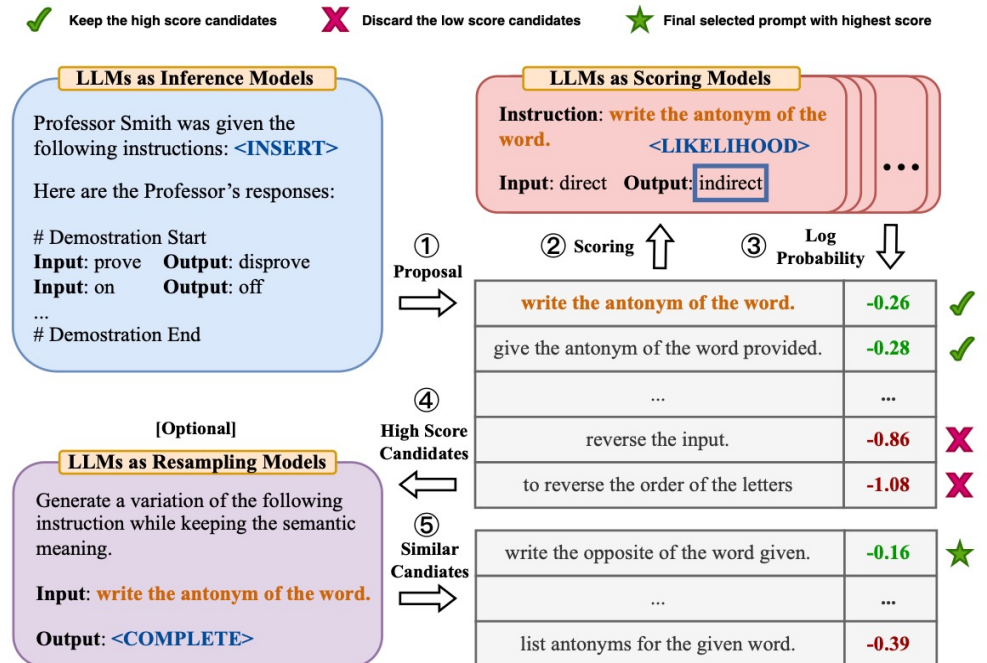 Keep the high score candidates
Discard the low score candidates
Final selected prompt with highest score
LLMs as Inference Models
Professor Smith was given the
following instructions: <INSERT>
Here are the Professor's responses:
# Demostration Start
Input: prove Output: disprove
Input: on Output: off
...
# Demostration End
LLMs as Scoring Models
Instruction: write the antonym of the
word.
<LIKELIHOOD>
Input: direct Output: indirect
...
① Proposal
② Scoring
③ Log
Probability
write the antonym of the word. -0.26
give the antonym of the word provided. -0.28
... ...
reverse the input. -0.86
to reverse the order of the letters -1.08
④
High Score
Candidates
[Optional]
LLMs as Resampling Models
Generate a variation of the following
instruction while keeping the semantic
meaning.
Input: write the antonym of the word.
Output: <COMPLETE>
⑤
Similar
Candiates
write the opposite of the word given. -0.16
... ...
list antonyms for the given word. -0.39